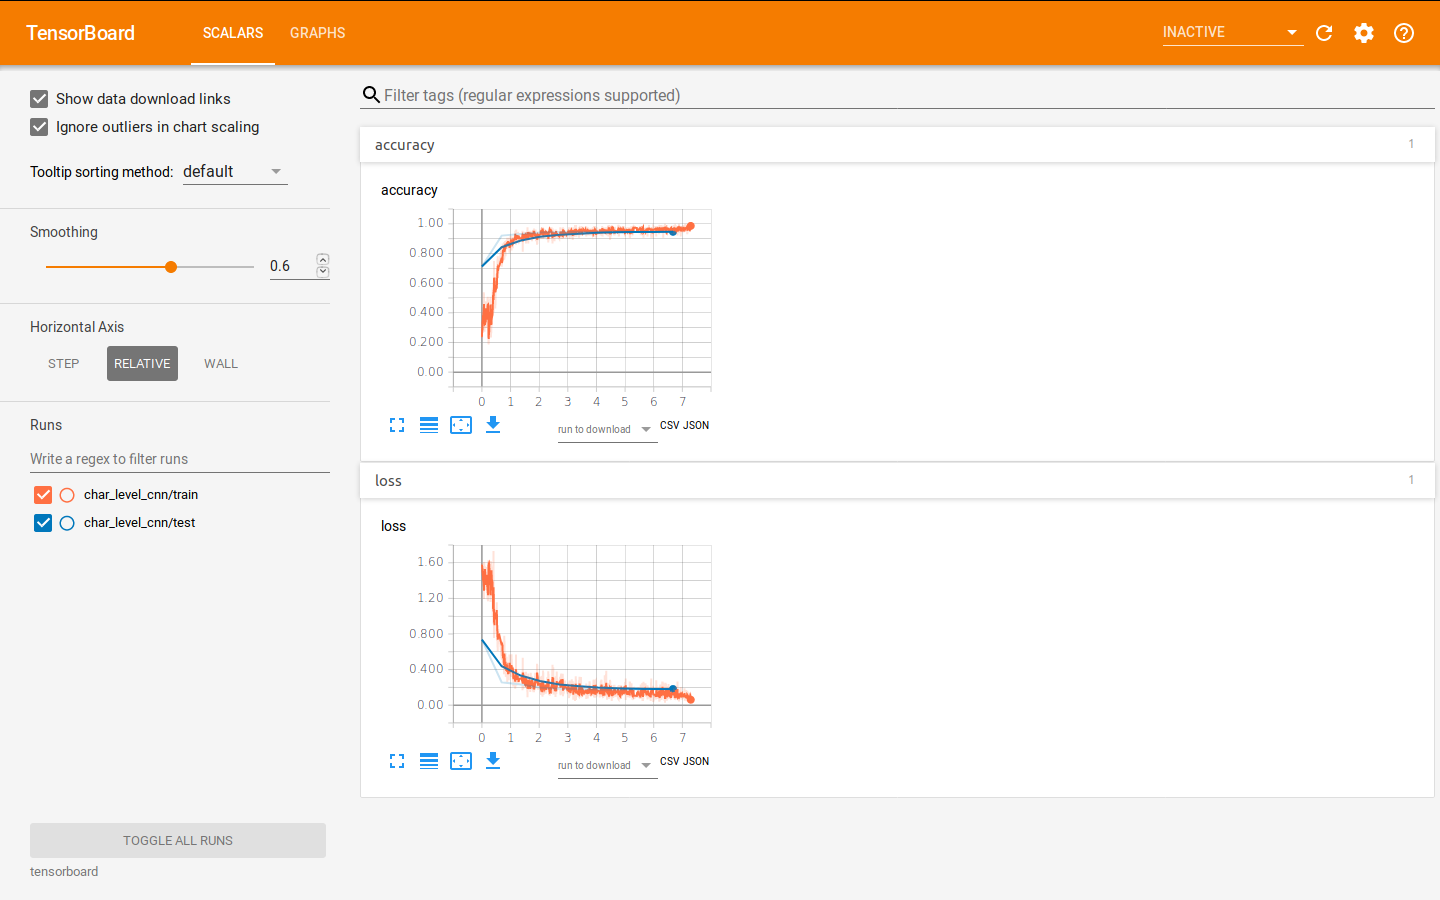 TensorBoard SCALARS GRAPHS INACTIVE
Show data download links
Ignore outliers in chart scaling
Tooltip sorting method: default
Smoothing
0.6
Horizontal Axis
STEP RELATIVE WALL
Runs
Write a regex to filter runs
char_level_cnn/train
char_level_cnn/test
TOGGLE ALL RUNS
tensorboard
Filter tags (regular expressions supported)
accuracy 1
accuracy
1.00
0.800
0.600
0.400
0.200
0.00
0 1 2 3 4 5 6 7
run to download CSV JSON
loss 1
loss
1.60
1.20
0.800
0.400
0.00
0 1 2 3 4 5 6 7
run to download CSV JSON